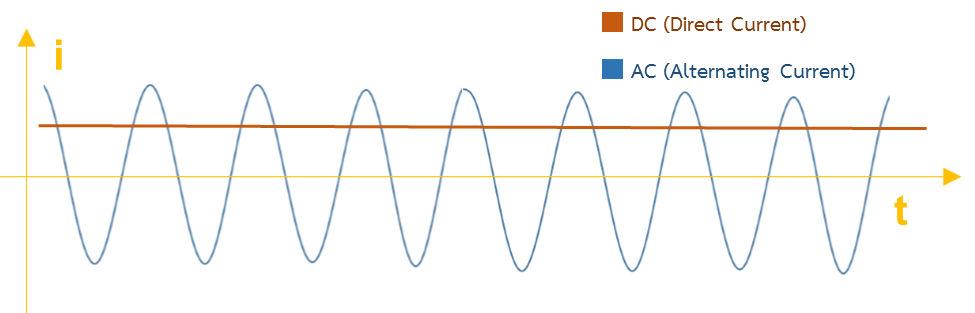 DC (Direct Current)
i
AC (Alternating Current)
t